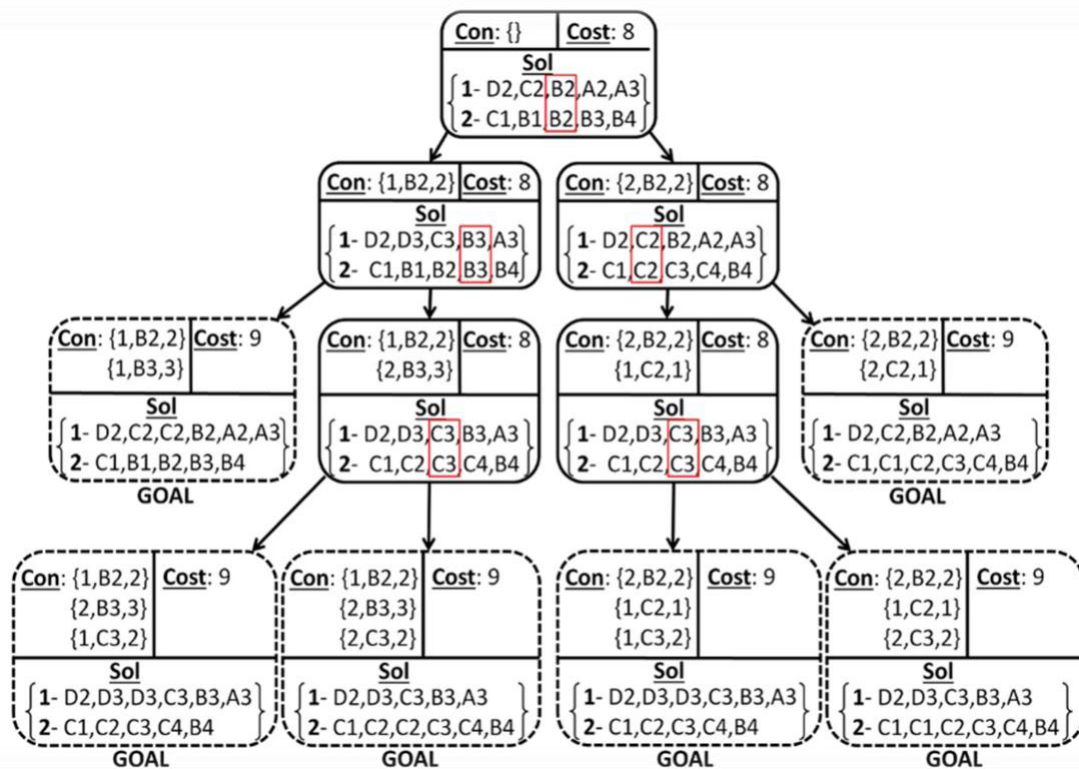 Con: {} Cost: 8
Sol
1- D2,C2,B2,A2,A3
2- C1,B1,B2,B3,B4
Con: {1,B2,2} Cost: 8
Sol
1- D2,D3,C3,B3,A3
2- C1,B1,B2,B3,B4
Con: {2,B2,2} Cost: 8
Sol
1- D2,C2,B2,A2,A3
2- C1,C2,C3,C4,B4
Con: {1,B2,2} Cost: 9
{1,B3,3}
Sol
1- D2,C2,C2,B2,A2,A3
2- C1,B1,B2,B3,B4
GOAL
Con: {1,B2,2} Cost: 8
{2,B3,3}
Sol
1- D2,D3,C3,B3,A3
2- C1,C2,C3,C4,B4
Con: {2,B2,2} Cost: 8
{1,C2,1}
Sol
1- D2,D3,C3,B3,A3
2- C1,C2,C3,C4,B4
Con: {2,B2,2} Cost: 9
{2,C2,1}
Sol
1- D2,C2,B2,A2,A3
2- C1,C1,C2,C3,C4,B4
GOAL
Con: {1,B2,2} Cost: 9
{2,B3,3}
{1,C3,2}
Sol
1- D2,D3,D3,C3,B3,A3
2- C1,C2,C3,C4,B4
GOAL
Con: {1,B2,2} Cost: 9
{2,B3,3}
{2,C3,2}
Sol
1- D2,D3,C3,B3,A3
2- C1,C2,C2,C3,C4,B4
GOAL
Con: {2,B2,2} Cost: 9
{1,C2,1}
{1,C3,2}
Sol
1- D2,D3,D3,C3,B3,A3
2- C1,C2,C3,C4,B4
GOAL
Con: {2,B2,2} Cost: 9
{1,C2,1}
{2,C3,2}
Sol
1- D2,D3,C3,B3,A3
2- C1,C1,C2,C3,C4,B4
GOAL